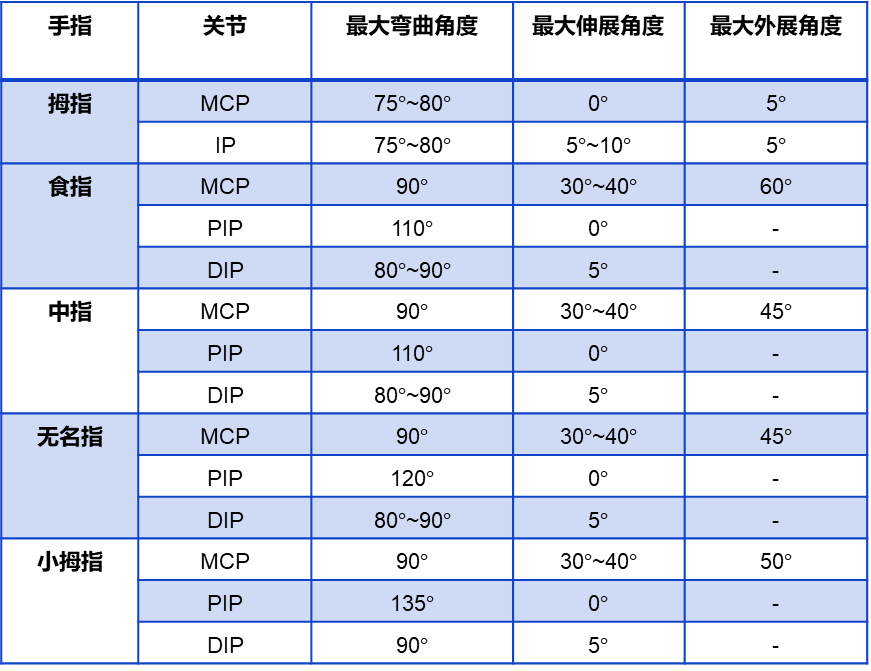 手指 关节 最大弯曲角度 最大伸展角度 最大外展角度
拇指 MCP 75°~80° 0° 5°
IP 75°~80° 5°~10° 5°
食指 MCP 90° 30°~40° 60°
PIP 110° 0° -
DIP 80°~90° 5° -
中指 MCP 90° 30°~40° 45°
PIP 110° 0° -
DIP 80°~90° 5° -
无名指 MCP 90° 30°~40° 45°
PIP 120° 0° -
DIP 80°~90° 5° -
小拇指 MCP 90° 30°~40° 50°
PIP 135° 0° -
DIP 90° 5° -